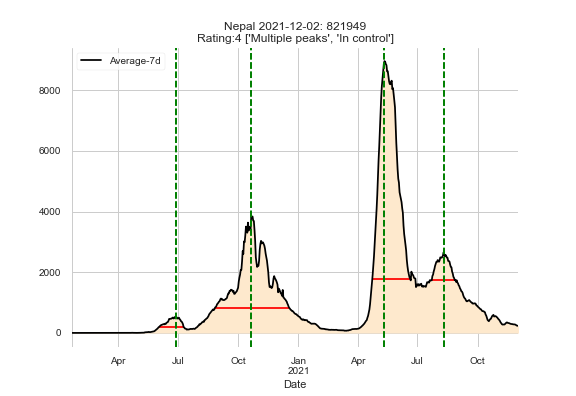 Nepal 2021-12-02: 821949
Rating:4 ['Multiple peaks', 'In control']
Average-7d
8000
6000
4000
2000
0
Apr Jul Oct Jan Apr Jul Oct
2021
Date